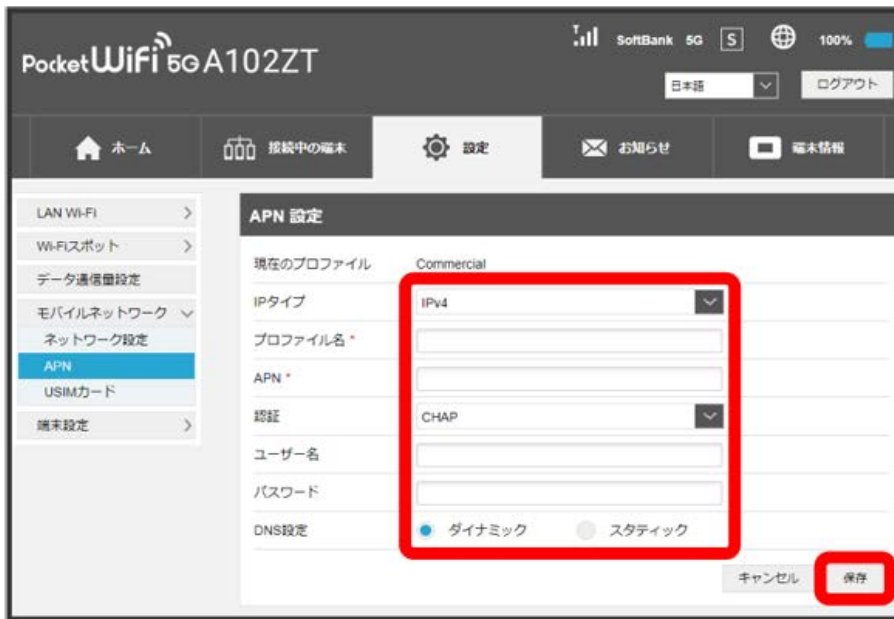 SoftBank 5G S 100%
PocketWiFi 5G A102ZT
日本語 ログアウト
ホーム 接続中の端末 設定 お知らせ 端末情報
LAN Wi-Fi
Wi-Fiスポット
データ通信量設定
モバイルネットワーク
ネットワーク設定
APN
USIMカード
端末設定
APN 設定
現在のプロファイル Commercial
IPタイプ IPv4
プロファイル名 *
APN *
認証 CHAP
ユーザー名
パスワード
DNS設定 ダイナミック スタティック
キャンセル 保存